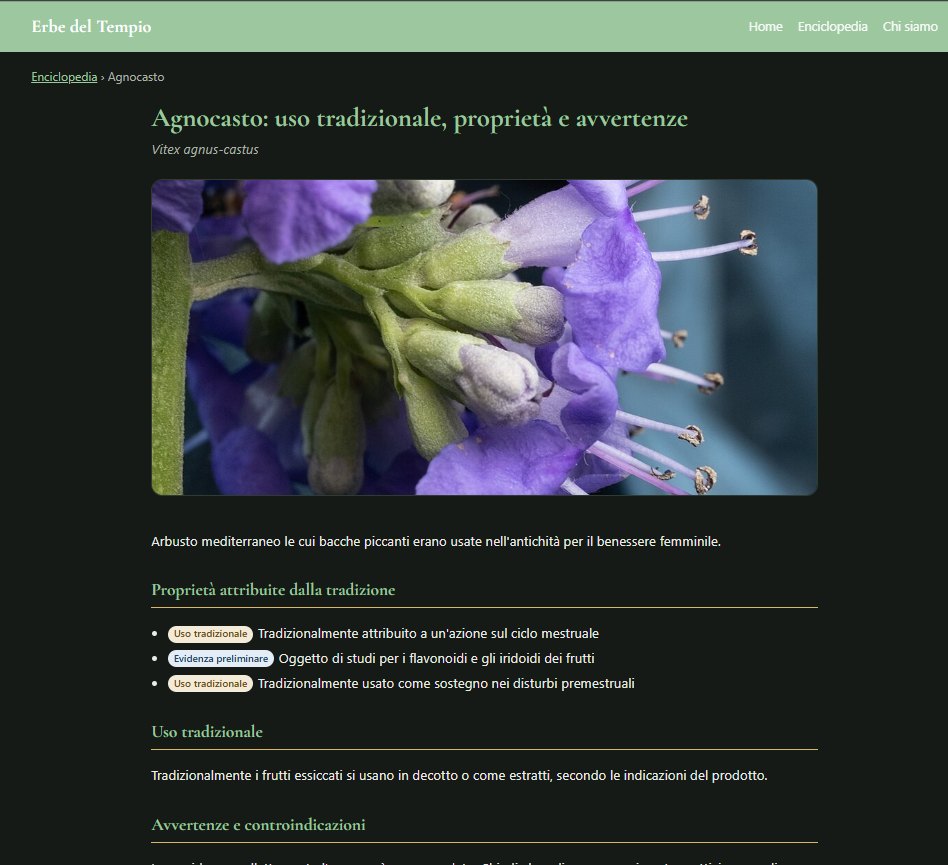 Erbe del Tempio
Home Enciclopedia Chi siamo
Enciclopedia › Agnocasto
Agnocasto: uso tradizionale, proprietà e avvertenze
Vitex agnus-castus
Arbusto mediterraneo le cui bacche piccanti erano usate nell'antichità per il benessere femminile.
Proprietà attribuite dalla tradizione
Uso tradizionale Tradizionalmente attribuito a un'azione sul ciclo mestruale
Evidenza preliminare Oggetto di studi per i flavonoidi e gli iridoidi dei frutti
Uso tradizionale Tradizionalmente usato come sostegno nei disturbi premestruali
Uso tradizionale
Tradizionalmente i frutti essiccati si usano in decotto o come estratti, secondo le indicazioni del prodotto.
Avvertenze e controindicazioni